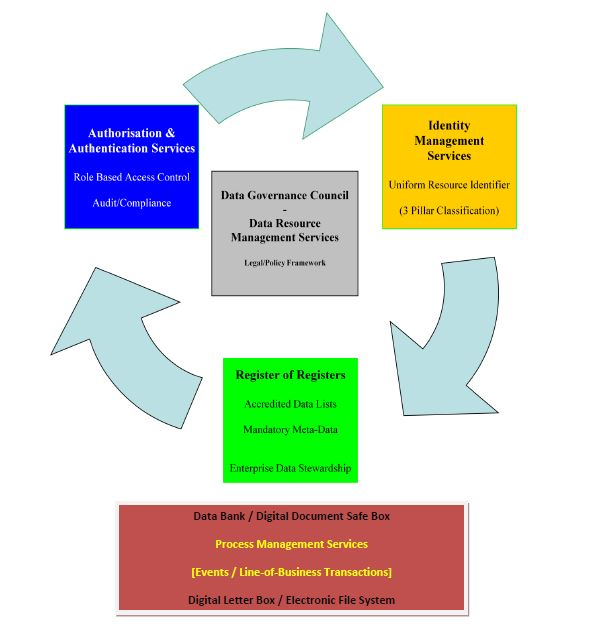 Authorisation &
Authentication Services
Role Based Access Control
Audit/Compliance
Identity
Management
Services
Uniform Resource Identifier
(3 Pillar Classification)
Data Governance Council
-
Data Resource
Management Services
Legal/Policy Framework
Register of Registers
Accredited Data Lists
Mandatory Meta-Data
Enterprise Data Stewardship
Data Bank / Digital Document Safe Box
Process Management Services
[Events / Line-of-Business Transactions]
Digital Letter Box / Electronic File System